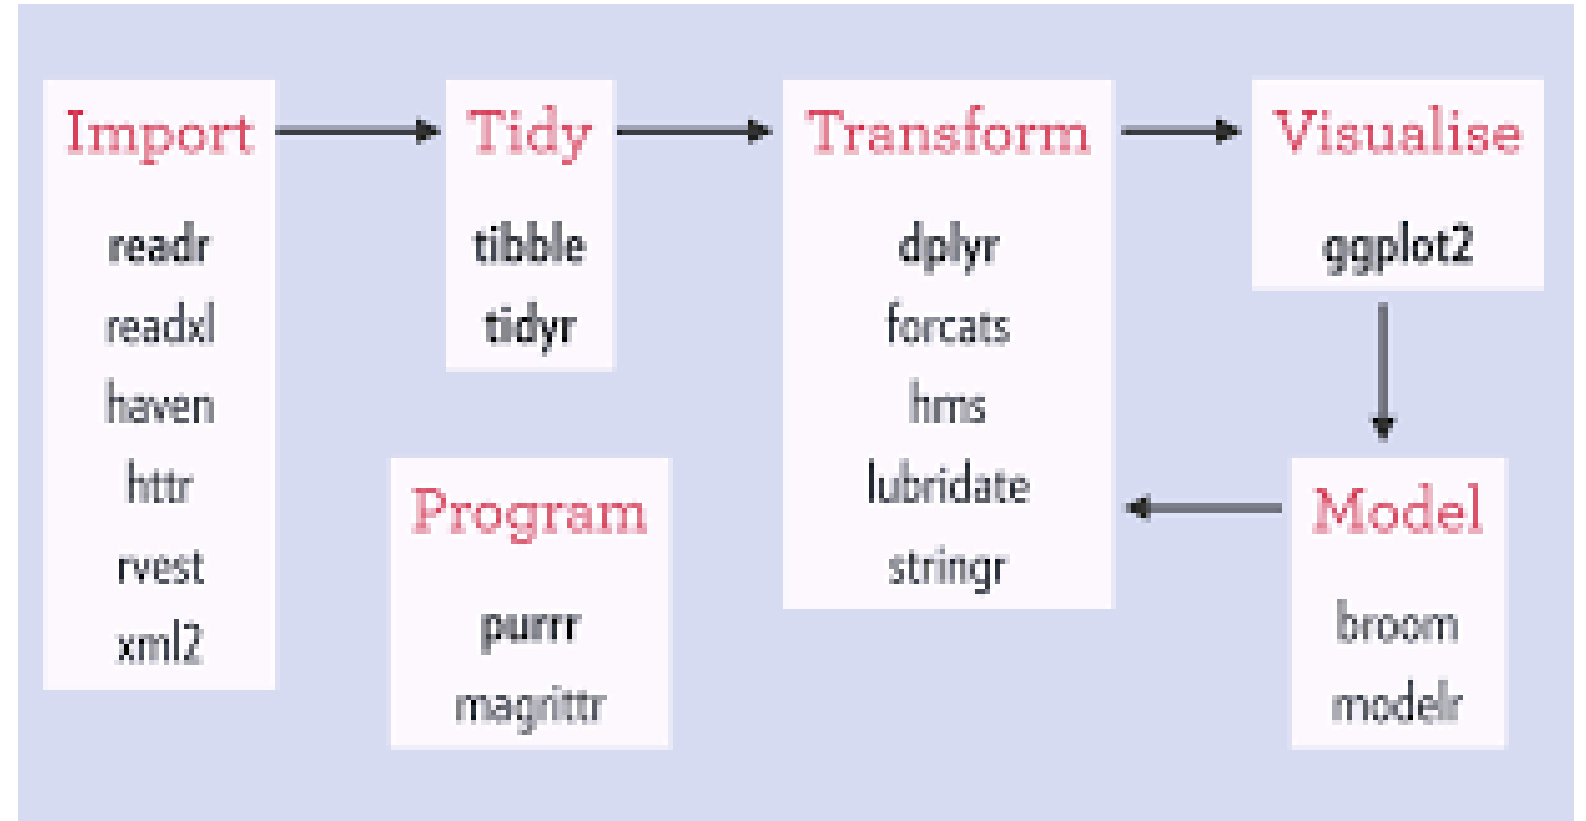 Import
readr
readxl
haven
httr
rvest
xml2
Tidy
tibble
tidyr
Program
purrr
magrittr
Transform
dplyr
forcats
hms
lubridate
stringr
Visualise
ggplot2
Model
broom
modelr